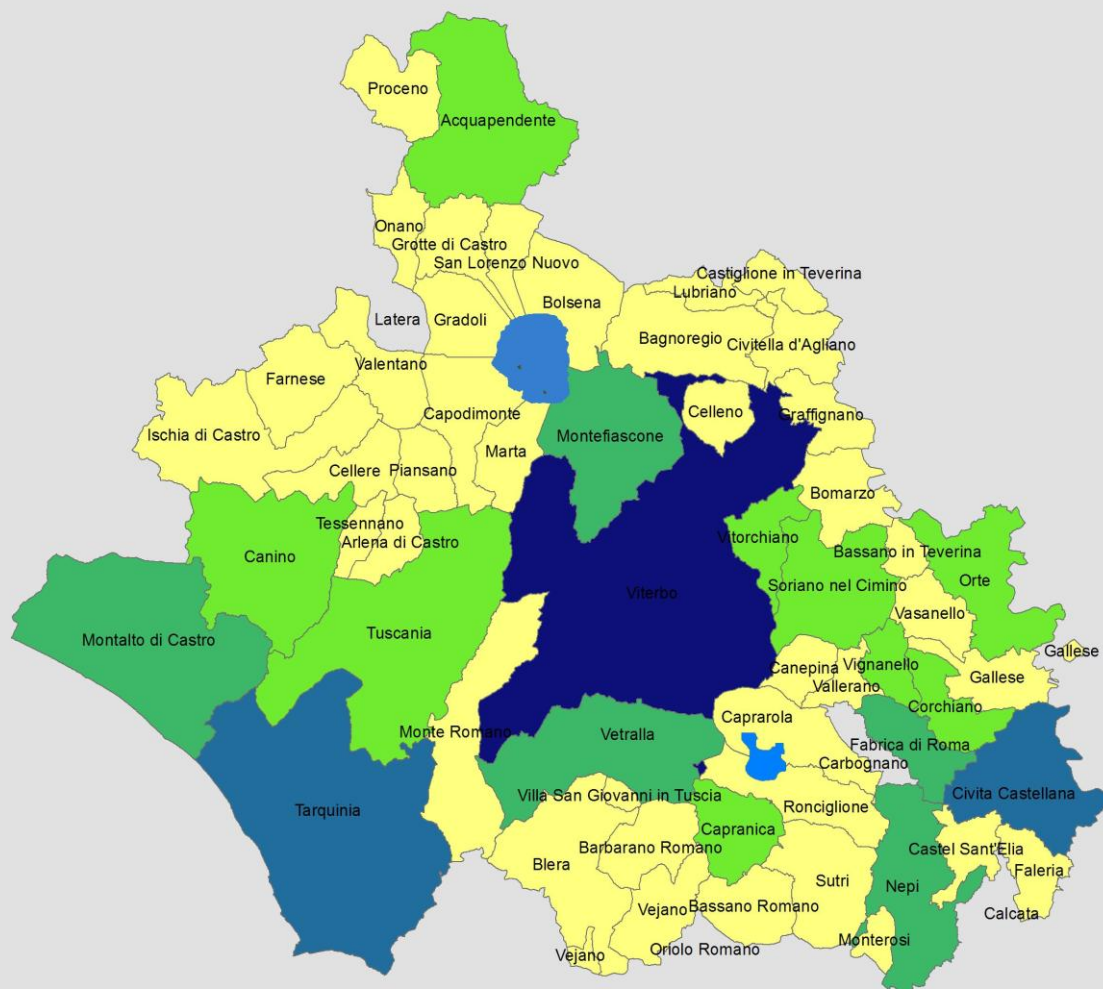 Proceno
Acquapendente
Onano
Grotte di Castro
San Lorenzo Nuovo
Castiglione in Teverina
Lubriano
Bolsena
Latera
Gradoli
Bagnoregio
Civitella d'Agliano
Valentano
Farnese
Capodimonte
Celleno
Graffignano
Ischia di Castro
Montefiascone
Marta
Cellere
Piansano
Bomarzo
Tessennano
Vitorchiano
Arlena di Castro
Canino
Bassano in Teverina
Soriano nel Cimino
Orte
Viterbo
Vasanello
Tuscania
Montalto di Castro
Gallese
Canepina
Vignanello
Gallese
Vallerano
Corchiano
Caprarola
Monte Romano
Vetralla
Fabrica di Roma
Carbognano
Civita Castellana
Villa San Giovanni in Tuscia
Ronciglione
Tarquinia
Capranica
Barbarano Romano
Castel Sant'Elia
Blera
Faleria
Sutri
Nepi
Vejano
Bassano Romano
Calcata
Monterosi
Oriolo Romano
Vejano